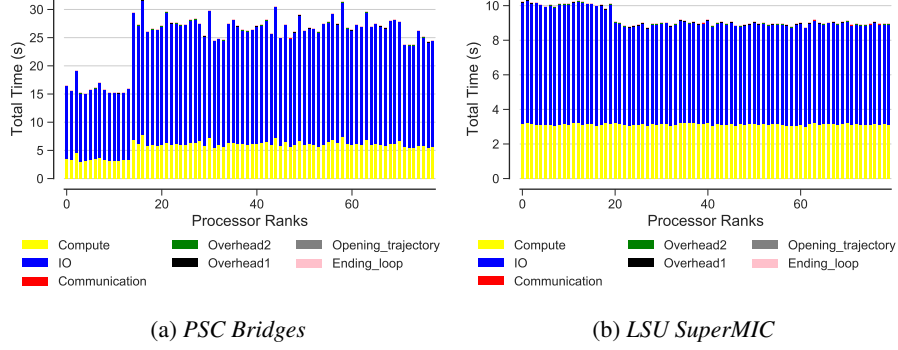 30
25
20
15
10
5
0
Total Time (s)
0 20 40 60
Processor Ranks
Compute Overhead2 Opening_trajectory
IO Overhead1 Ending_loop
Communication
(a) PSC Bridges
10
8
6
4
2
0
Total Time (s)
0 20 40 60
Processor Ranks
Compute Overhead2 Opening_trajectory
IO Overhead1 Ending_loop
Communication
(b) LSU SuperMIC